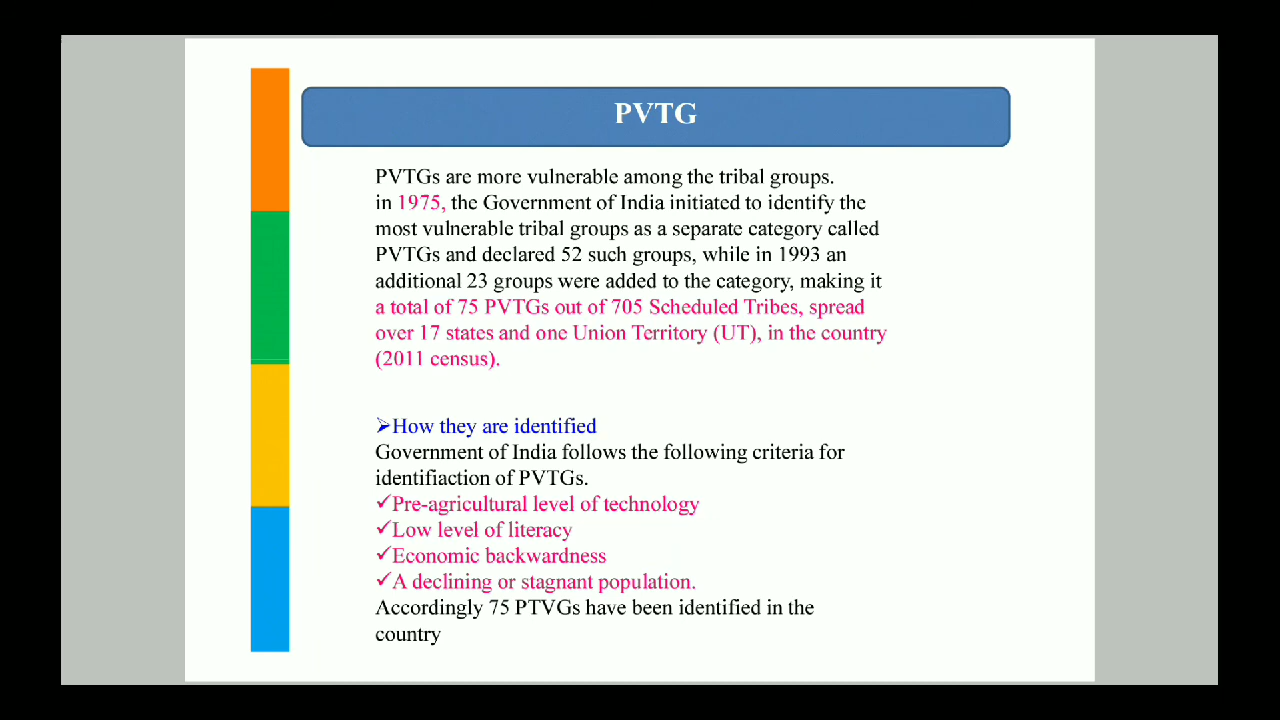 PVTG
PVTGs are more vulnerable among the tribal groups.
in 1975, the Government of India initiated to identify the
most vulnerable tribal groups as a separate category called
PVTGs and declared 52 such groups, while in 1993 an
additional 23 groups were added to the category, making it
a total of 75 PVTGs out of 705 Scheduled Tribes, spread
over 17 states and one Union Territory (UT), in the country
(2011 census).
➢How they are identified
Government of India follows the following criteria for
identifiaction of PVTGs.
✓Pre-agricultural level of technology
✓Low level of literacy
✓Economic backwardness
✓A declining or stagnant population.
Accordingly 75 PTVGs have been identified in the
country